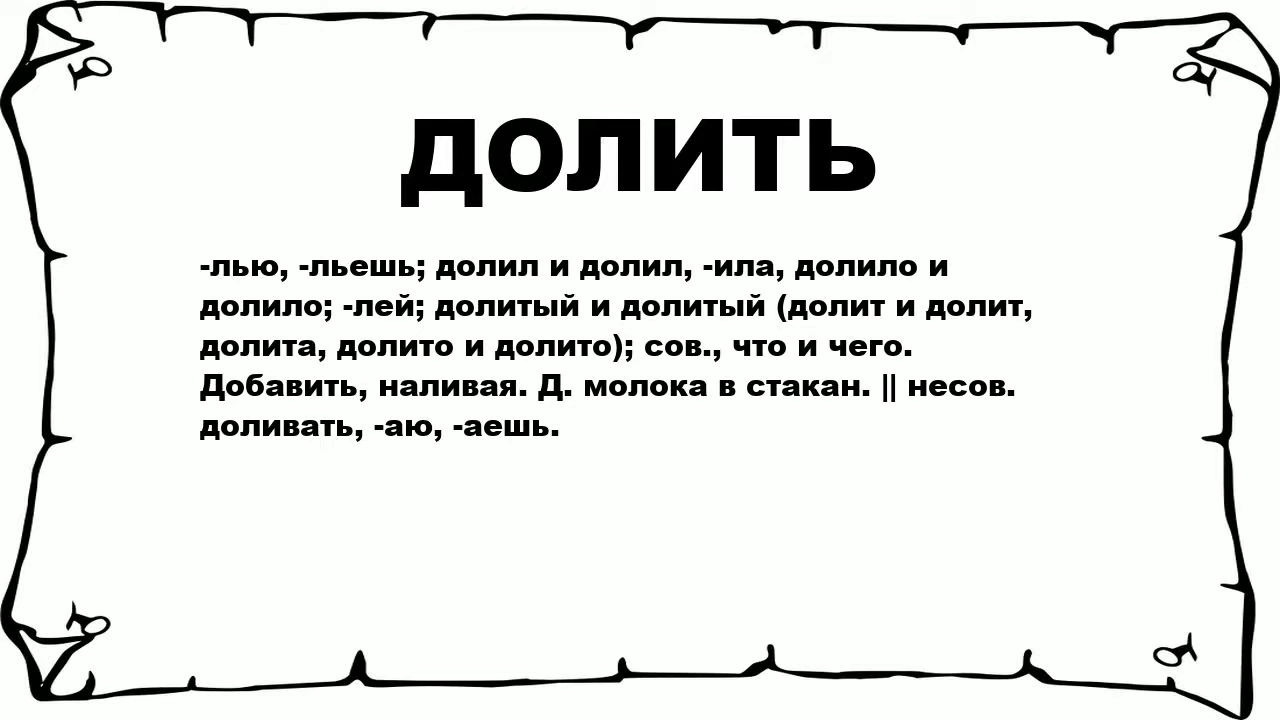 ДОЛИТЬ
-лью, -льешь; долил и долил, -ила, долило и
долило; -лей; долитый и долитый (долит и долит,
долита, долито и долито); сов., что и чего.
Добавить, наливая. Д. молока в стакан. || несов.
доливать, -аю, -аешь.